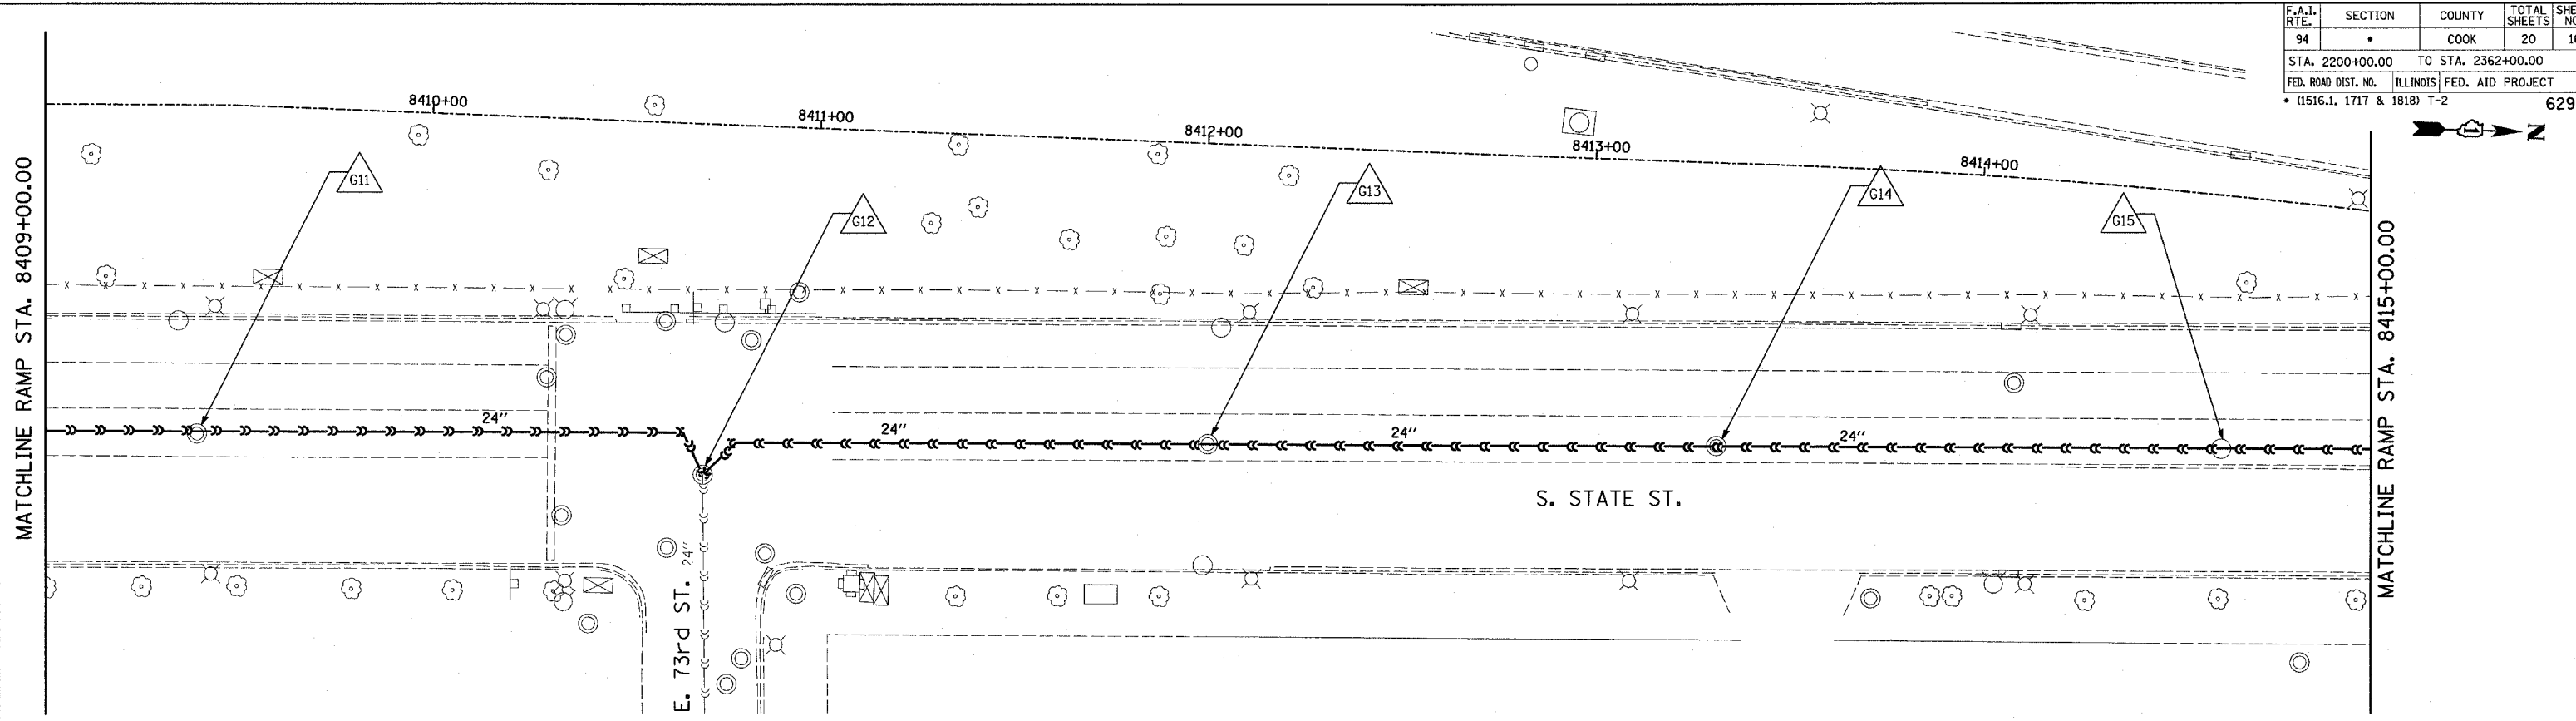 F.A.I. RTE. SECTION COUNTY TOTAL SHEETS
94 • COOK 20
STA. 2200+00.00 TO STA. 2362+00.00
FED. ROAD DIST. NO. ILLINOIS FED. AID PROJECT
• (1516.1, 1717 & 1818) T-2
629
N
8410+00
8411+00
8412+00
8413+00
8414+00
G11
G12
G13
G14
G15
MATCHLINE RAMP STA. 8409+00.00
MATCHLINE RAMP STA. 8415+00.00
24"
24"
24"
24"
S. STATE ST.
E. 73rd ST.
24"